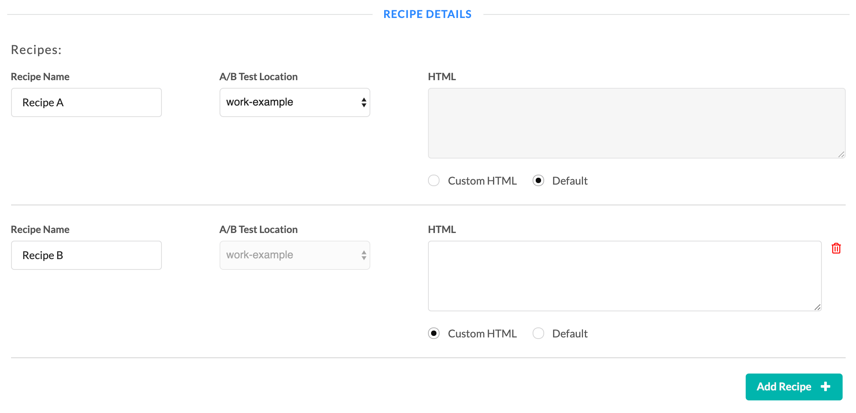 RECIPE DETAILS
Recipes:
Recipe Name A/B Test Location HTML
Recipe A work-example
Custom HTML Default
Recipe Name A/B Test Location HTML
Recipe B work-example
Custom HTML Default
Add Recipe +